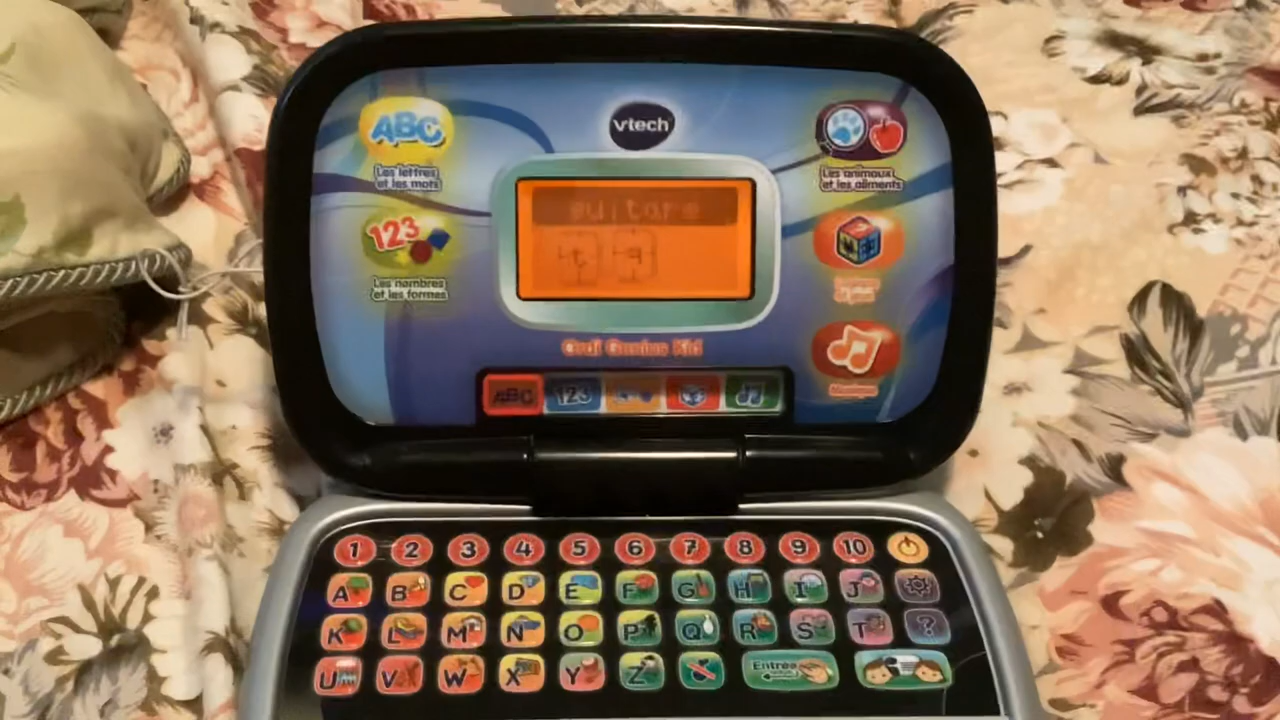 vtech
ABC
Les lettres
et les mots
123
Les nombres
et les formes
guitare
Les animaux
et les aliments
Musique
Ordi Genius Kid
ABC 123
1 2 3 4 5 6 7 8 9 10
A B C D E F G H I J
K L M N O P Q R S T ?
U V W X Y Z Entrée